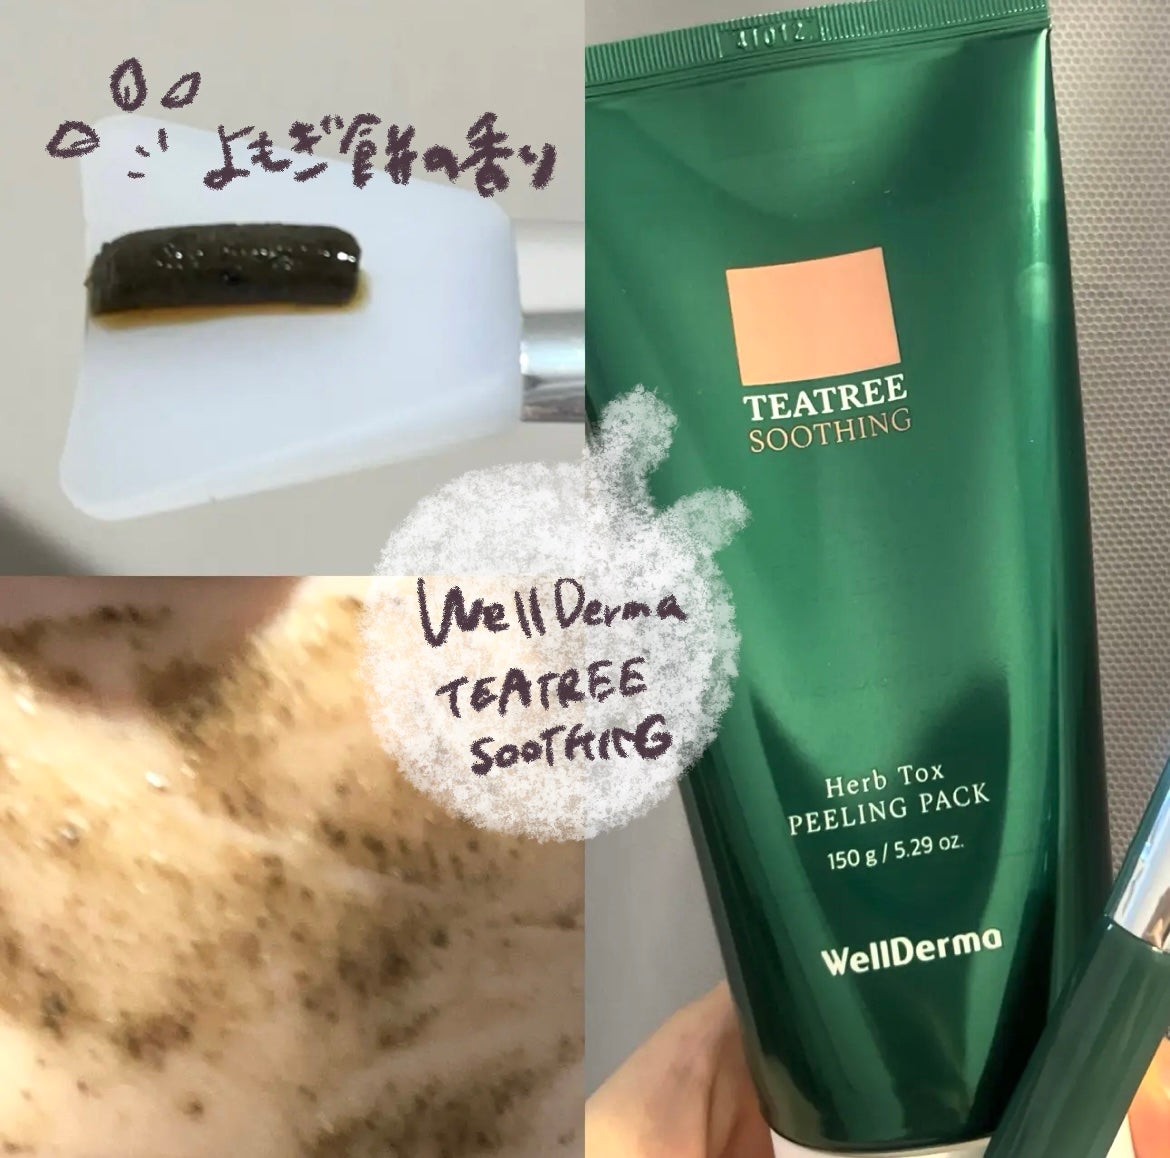 よもぎ餅の香り
WellDerma
TEATREE
SOOTHING
41012
TEATREE
SOOTHING
Herb Tox
PEELING PACK
150 g / 5.29 oz.
WellDerma